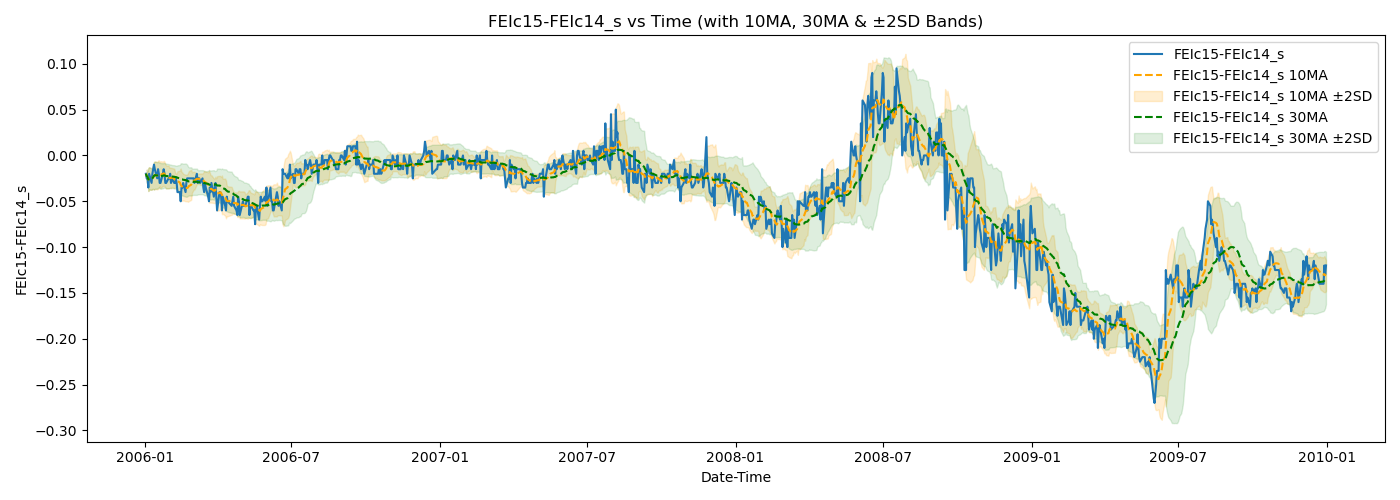 FEIc15-FEIc14_s vs Time (with 10MA, 30MA & ±2SD Bands)
FEIc15-FEIc14_s
FEIc15-FEIc14_s 10MA
FEIc15-FEIc14_s 10MA ±2SD
FEIc15-FEIc14_s 30MA
FEIc15-FEIc14_s 30MA ±2SD
FEIc15-FEIc14_s
0.10
0.05
0.00
−0.05
−0.10
−0.15
−0.20
−0.25
−0.30
2006-01
2006-07
2007-01
2007-07
2008-01
2008-07
2009-01
2009-07
2010-01
Date-Time